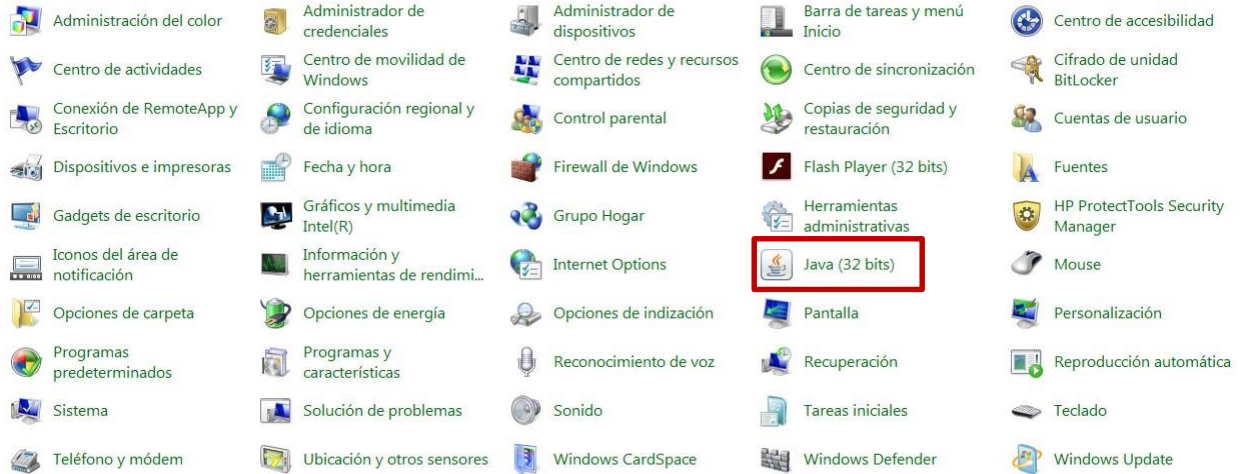 Administración del color
Administrador de
credenciales
Administrador de
dispositivos
Barra de tareas y menú
Inicio
Centro de accesibilidad
Centro de actividades
Centro de movilidad de
Windows
Centro de redes y recursos
compartidos
Centro de sincronización
Cifrado de unidad
BitLocker
Conexión de RemoteApp y
Escritorio
Configuración regional y
de idioma
Control parental
Copias de seguridad y
restauración
Cuentas de usuario
Dispositivos e impresoras
Fecha y hora
Firewall de Windows
Flash Player (32 bits)
Fuentes
Gadgets de escritorio
Gráficos y multimedia
Intel(R)
Grupo Hogar
Herramientas
administrativas
HP ProtectTools Security
Manager
Iconos del área de
notificación
Información y
herramientas de rendimi...
Internet Options
Java (32 bits)
Mouse
Opciones de carpeta
Opciones de energía
Opciones de indización
Pantalla
Personalización
Programas
predeterminados
Programas y
características
Reconocimiento de voz
Recuperación
Reproducción automática
Sistema
Solución de problemas
Sonido
Tareas iniciales
Teclado
Teléfono y módem
Ubicación y otros sensores
Windows CardSpace
Windows Defender
Windows Update